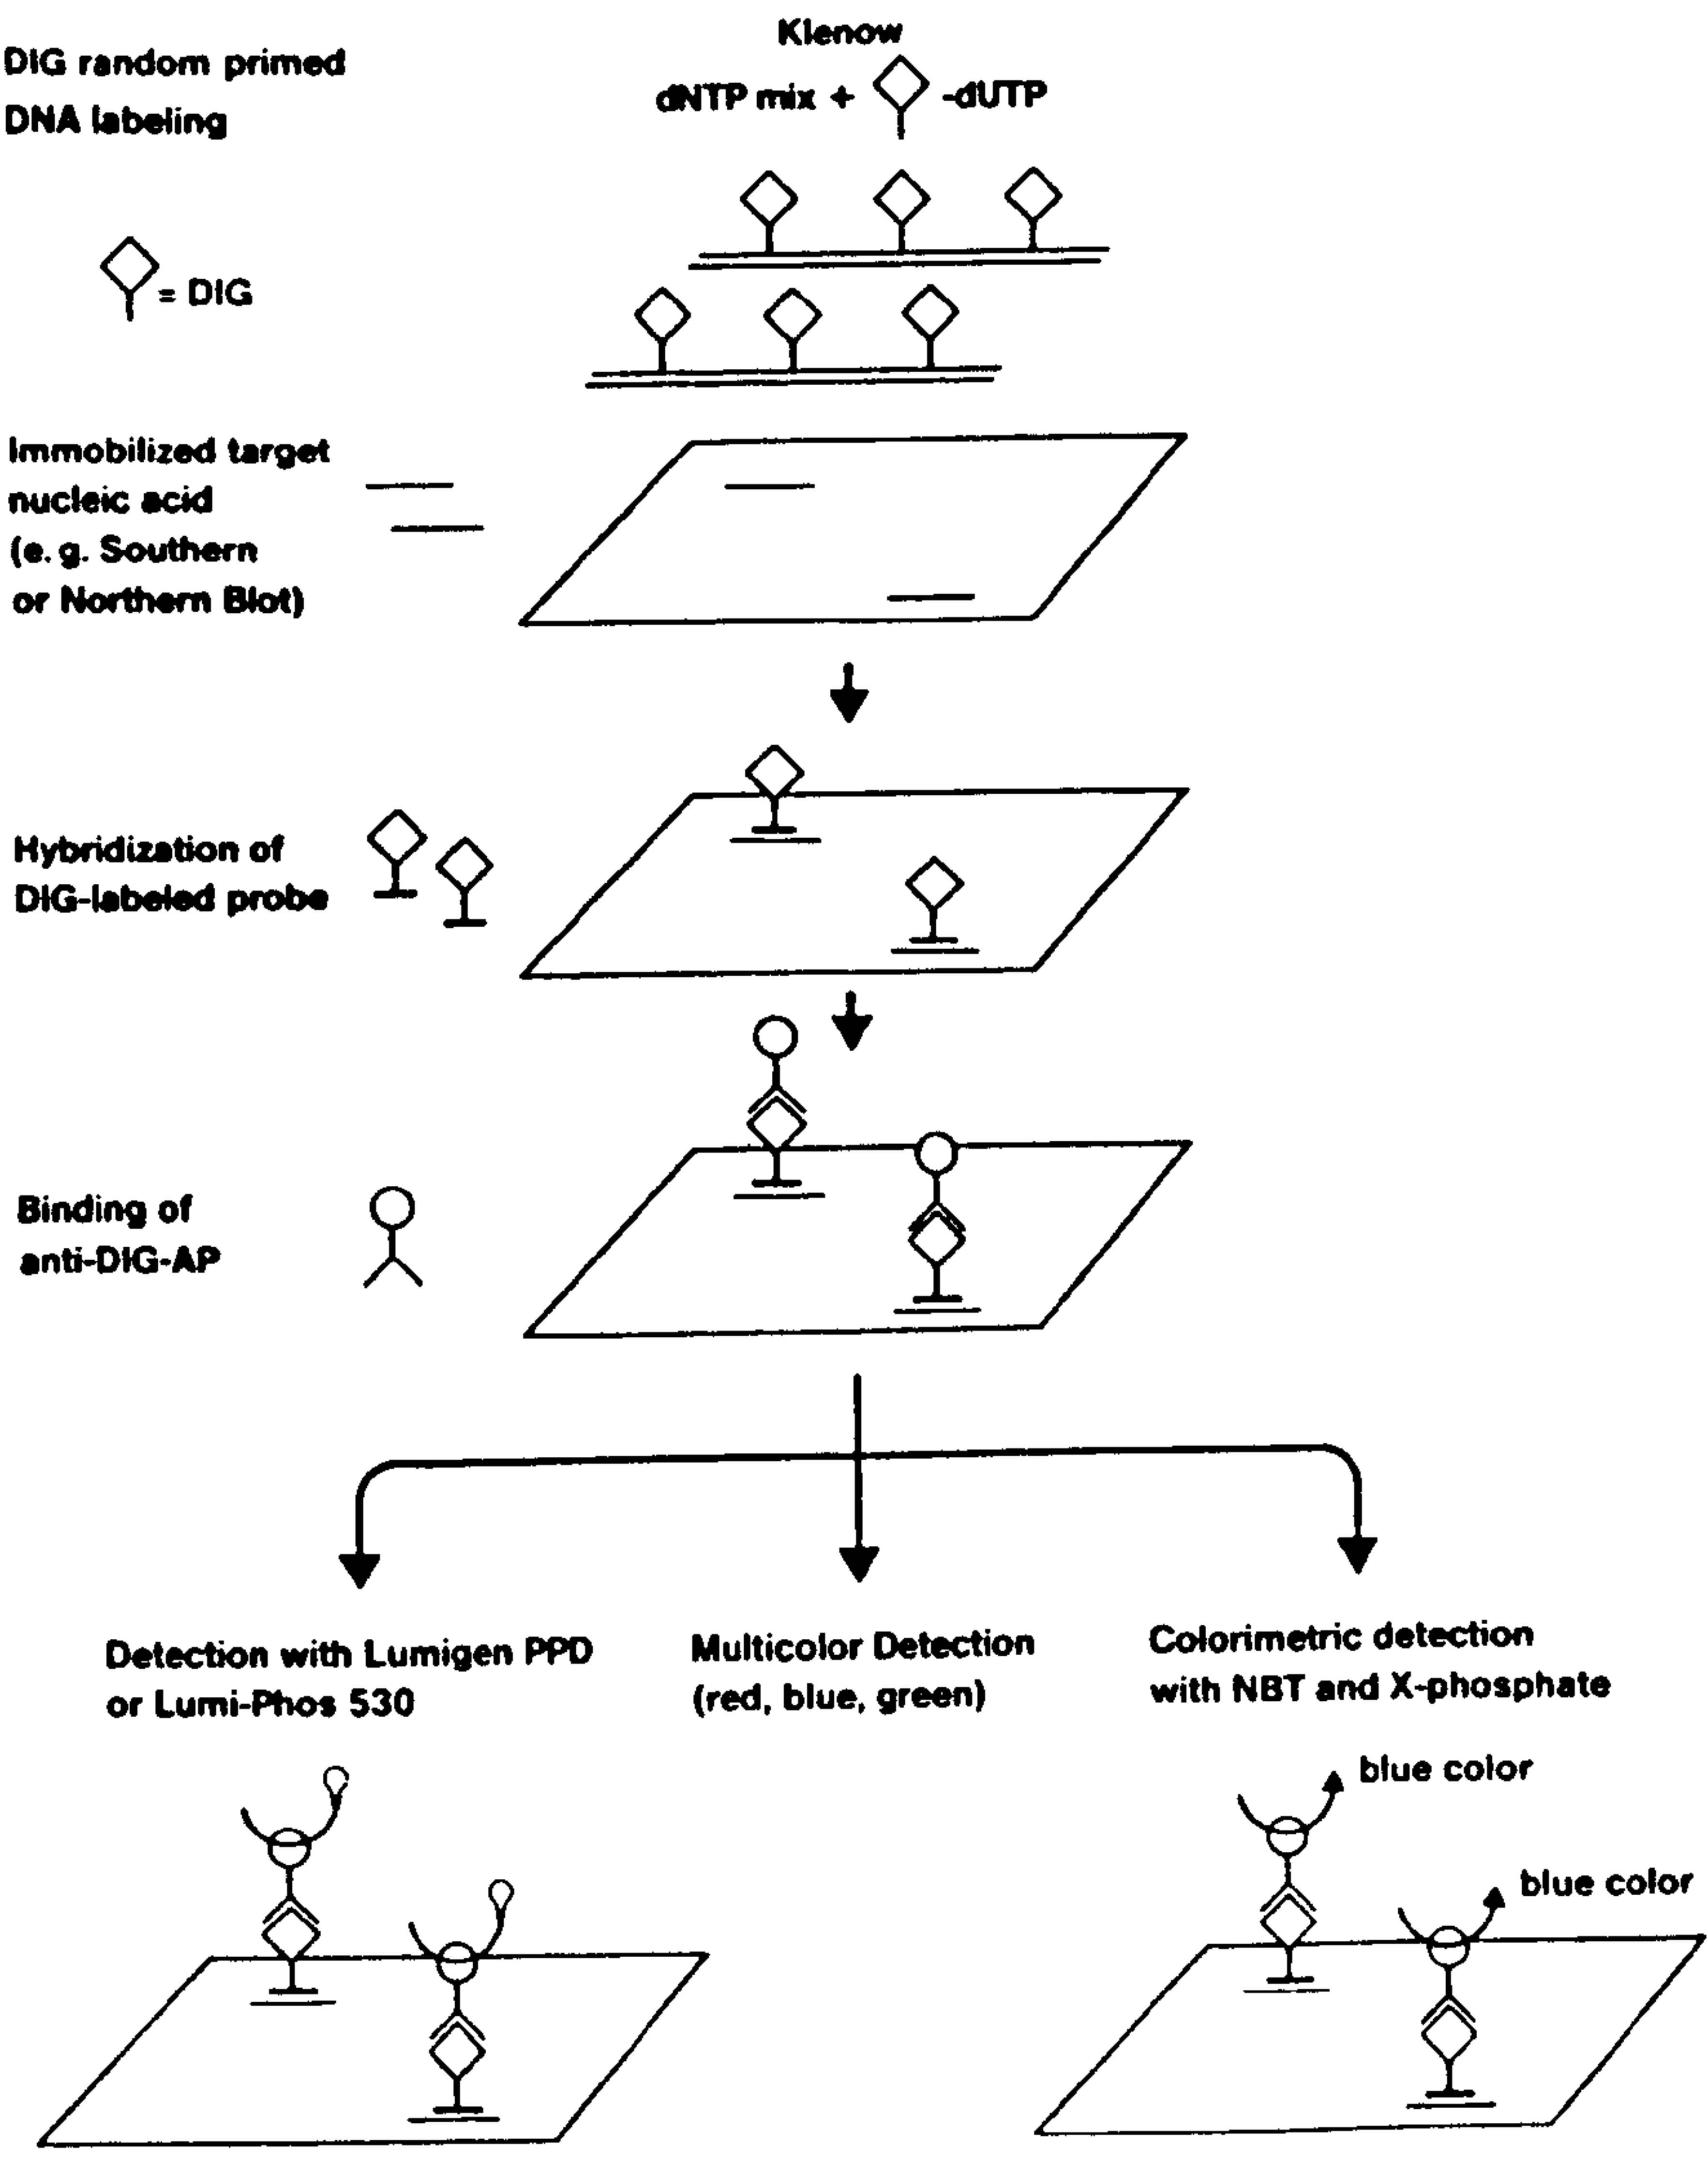 Klenow
DIG random primed
DNA labeling
dNTP mix + -dUTP
= DIG
Immobilized target
nucleic acid
(e. g. Southern
or Northern Blot)
Hybridization of
DIG-labeled probe
Binding of
anti-DIG-AP
Detection with Lumigen PPD
or Lumi-Phos 530
Multicolor Detection
(red, blue, green)
Colorimetric detection
with NBT and X-phosphate
blue color
blue color